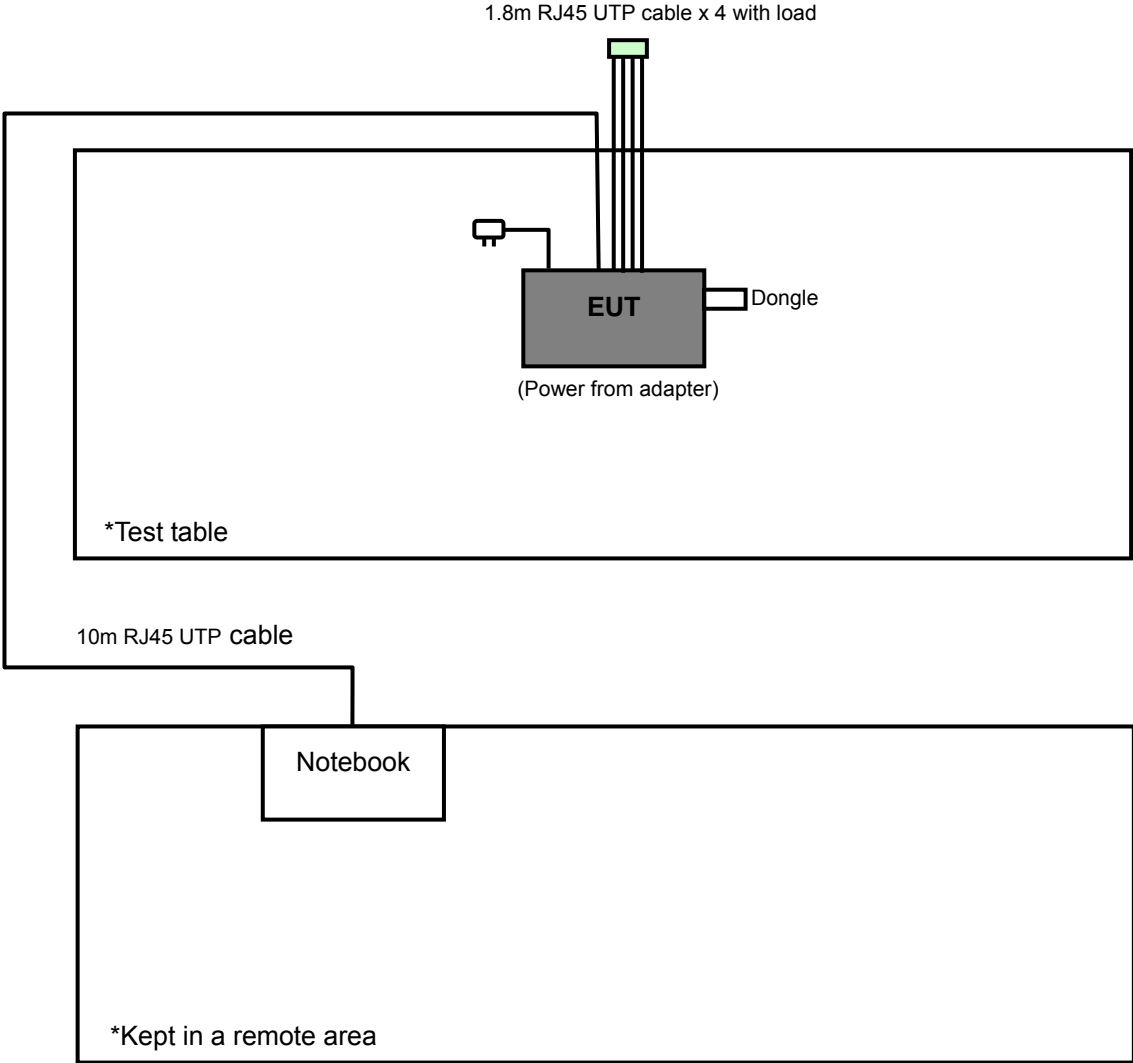 1.8m RJ45 UTP cable x 4 with load
EUT
Dongle
(Power from adapter)
*Test table
10m RJ45 UTP cable
Notebook
*Kept in a remote area